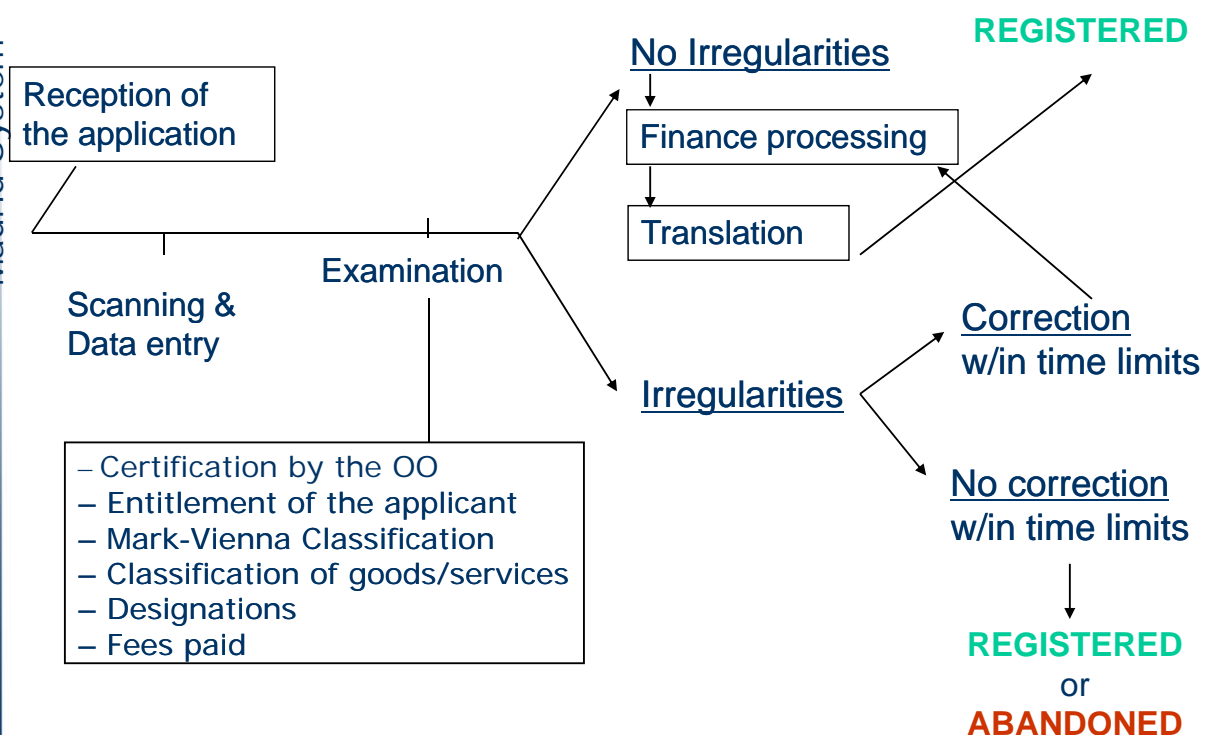 Reception of
the application
Scanning &
Data entry
Examination
– Certification by the OO
– Entitlement of the applicant
– Mark-Vienna Classification
– Classification of goods/services
– Designations
– Fees paid
No Irregularities
Finance processing
Translation
REGISTERED
Irregularities
Correction
w/in time limits
No correction
w/in time limits
REGISTERED
or
ABANDONED